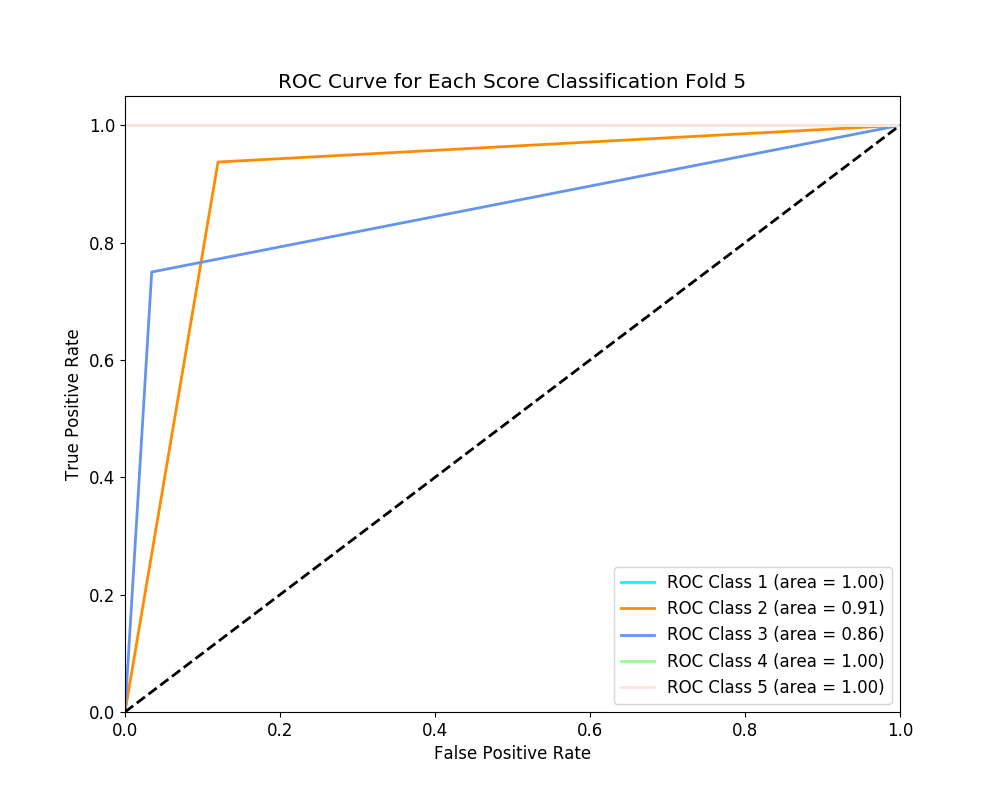 ROC Curve for Each Score Classification Fold 5
1.0
0.8
0.6
0.4
0.2
0.0
True Positive Rate
ROC Class 1 (area = 1.00)
ROC Class 2 (area = 0.91)
ROC Class 3 (area = 0.86)
ROC Class 4 (area = 1.00)
ROC Class 5 (area = 1.00)
0.0 0.2 0.4 0.6 0.8 1.0
False Positive Rate